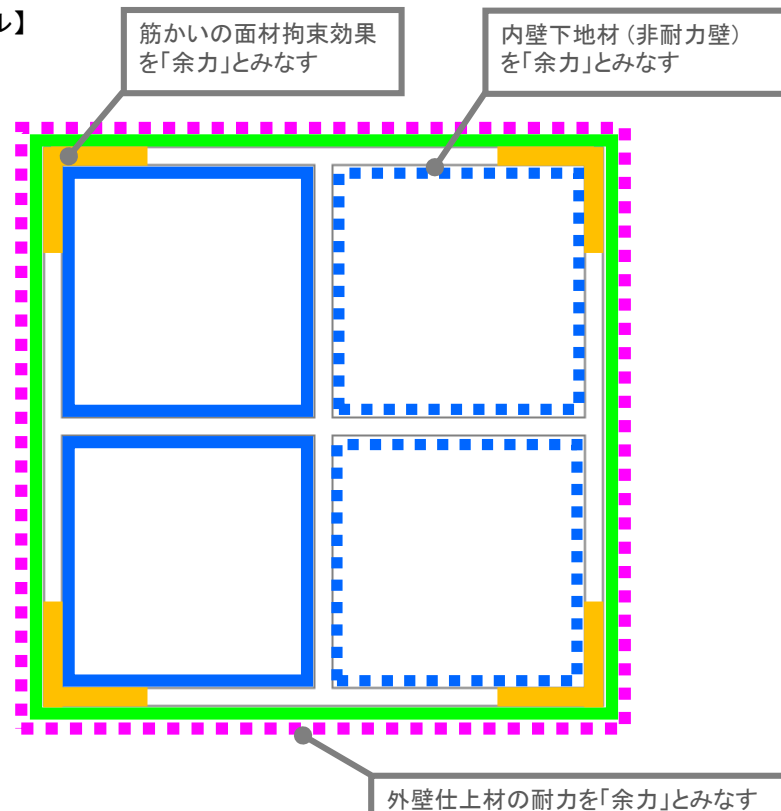 ル】
筋かいの面材拘束効果
を「余力」とみなす
内壁下地材（非耐力壁）
を「余力」とみなす
外壁仕上材の耐力を「余力」とみなす